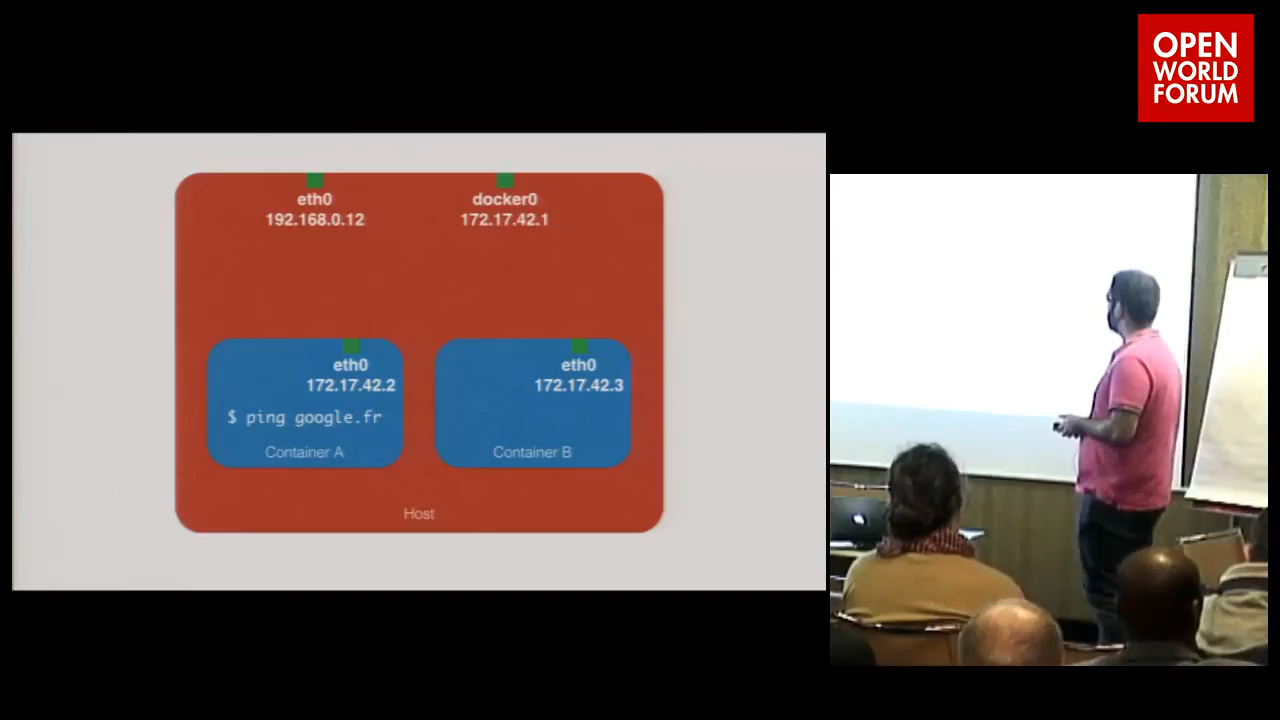 OPEN
WORLD
FORUM
eth0
192.168.0.12
docker0
172.17.42.1
eth0
172.17.42.2
$ ping google.fr
Container A
eth0
172.17.42.3
Container B
Host